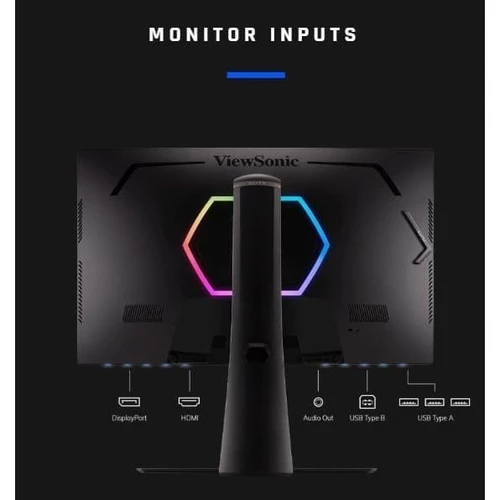 MONITOR INPUTS
ViewSonic
DisplayPort
HDMI
Audio Out
USB Type B
USB Type A